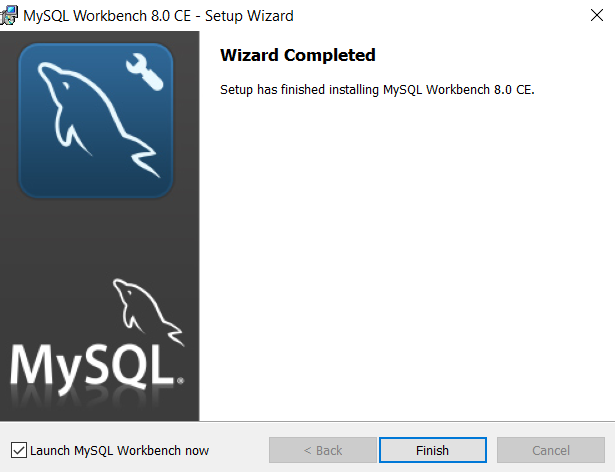 MySQL Workbench 8.0 CE - Setup Wizard
Wizard Completed
Setup has finished installing MySQL Workbench 8.0 CE.
MySQL®
Launch MySQL Workbench now
< Back
Finish
Cancel